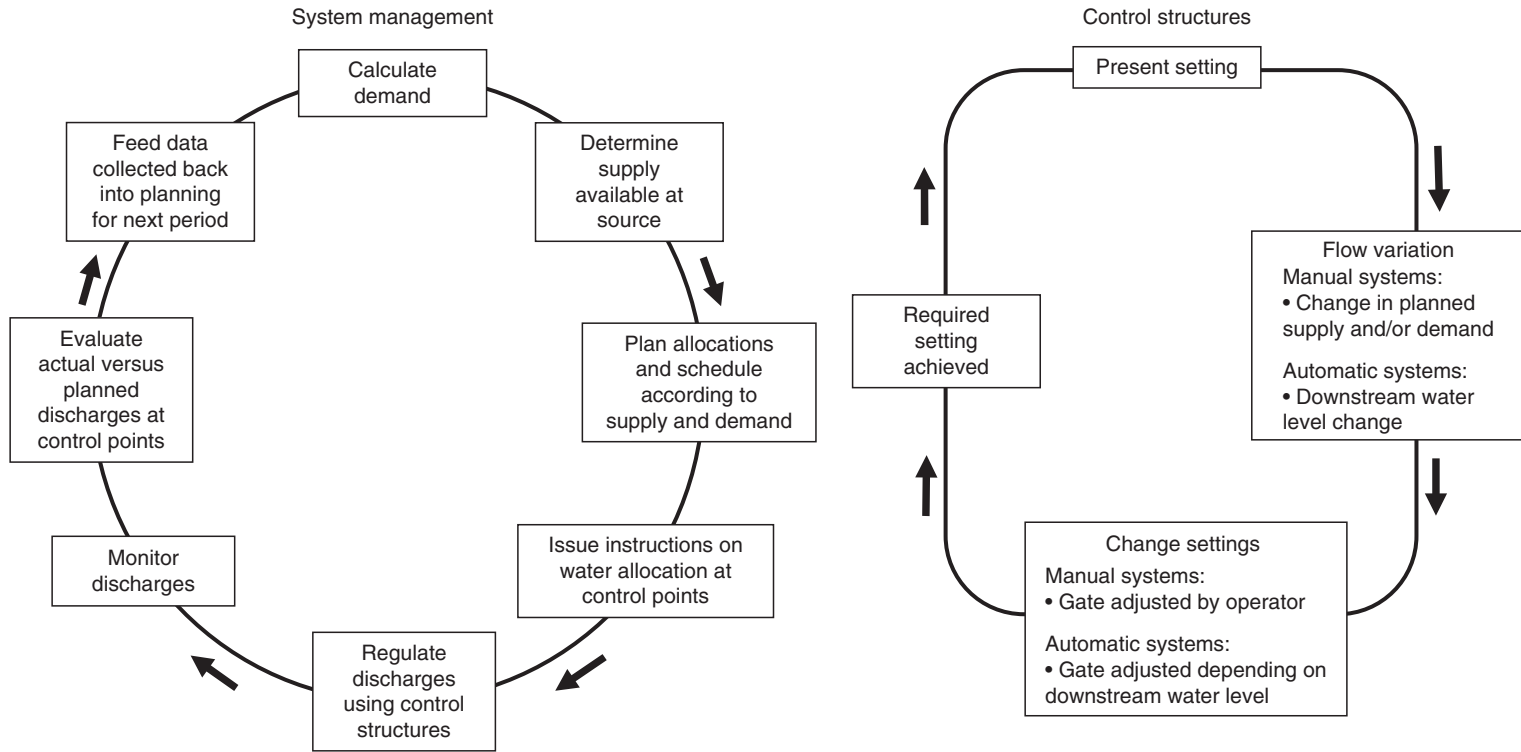 System management
Calculate
demand
Determine
supply
available at
source
Plan allocations
and schedule
according to
supply and demand
Issue instructions on
water allocation at
control points
Regulate
discharges
using control
structures
Monitor
discharges
Evaluate
actual versus
planned
discharges at
control points
Feed data
collected back
into planning
for next period
Control structures
Present setting
Flow variation
Manual systems:
• Change in planned
supply and/or demand
Automatic systems:
• Downstream water
level change
Change settings
Manual systems:
• Gate adjusted by operator
Automatic systems:
• Gate adjusted depending on
downstream water level
Required
setting
achieved